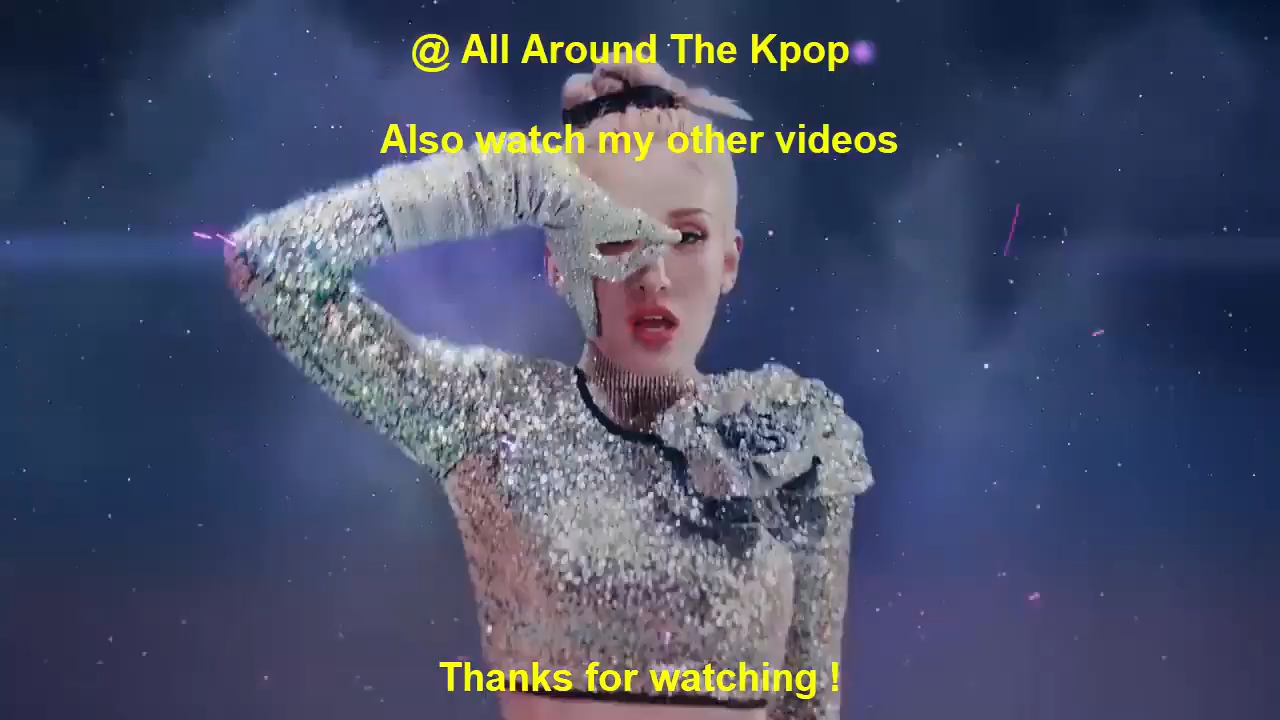 @ All Around The Kpop
Also watch my other videos
Thanks for watching !